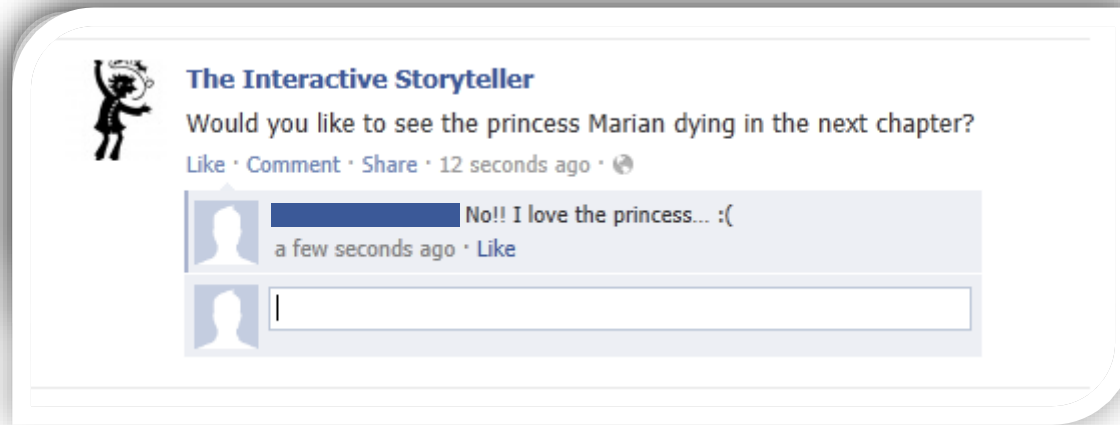 The Interactive Storyteller
Would you like to see the princess Marian dying in the next chapter?
Like · Comment · Share · 12 seconds ago ·
No!! I love the princess... :(
a few seconds ago · Like